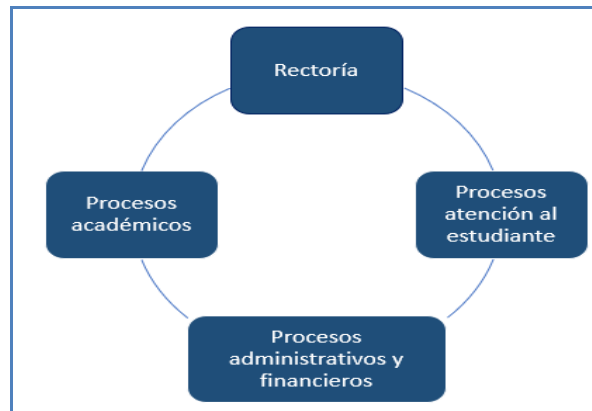 Rectoría
Procesos
académicos
Procesos
atención al
estudiante
Procesos
administrativos y
financieros